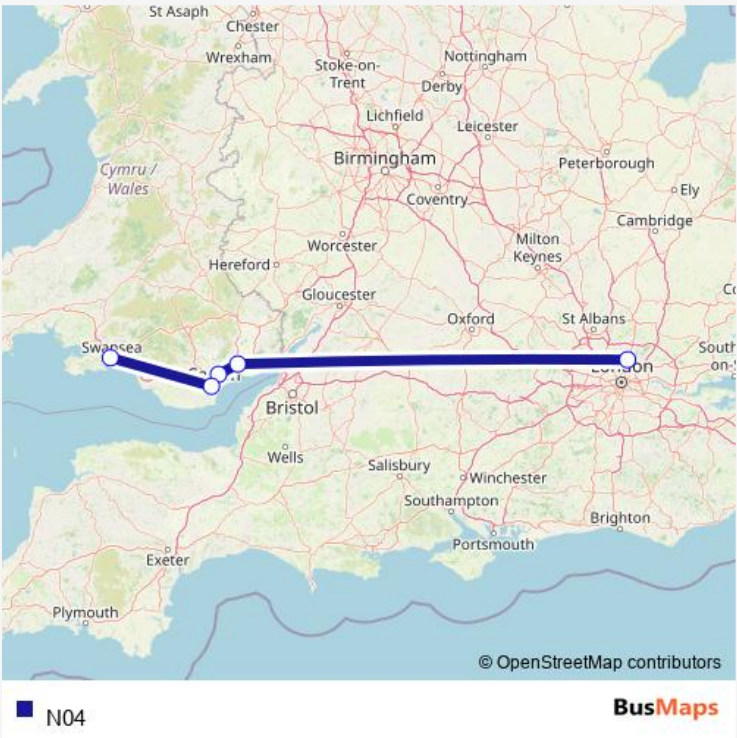 St Asaph
Chester
Wrexham
Stoke-on-
Trent
Nottingham
Derby
Lichfield
Leicester
Birmingham
Peterborough
Cymru /
Wales
Coventry
Ely
Cambridge
Worcester
Milton
Keynes
Hereford
Gloucester
Oxford
St Albans
Swansea
South
on-S
London
Bristol
Wells
Salisbury
Winchester
Southampton
Brighton
Portsmouth
Exeter
Plymouth
© OpenStreetMap contributors
N04
BusMaps